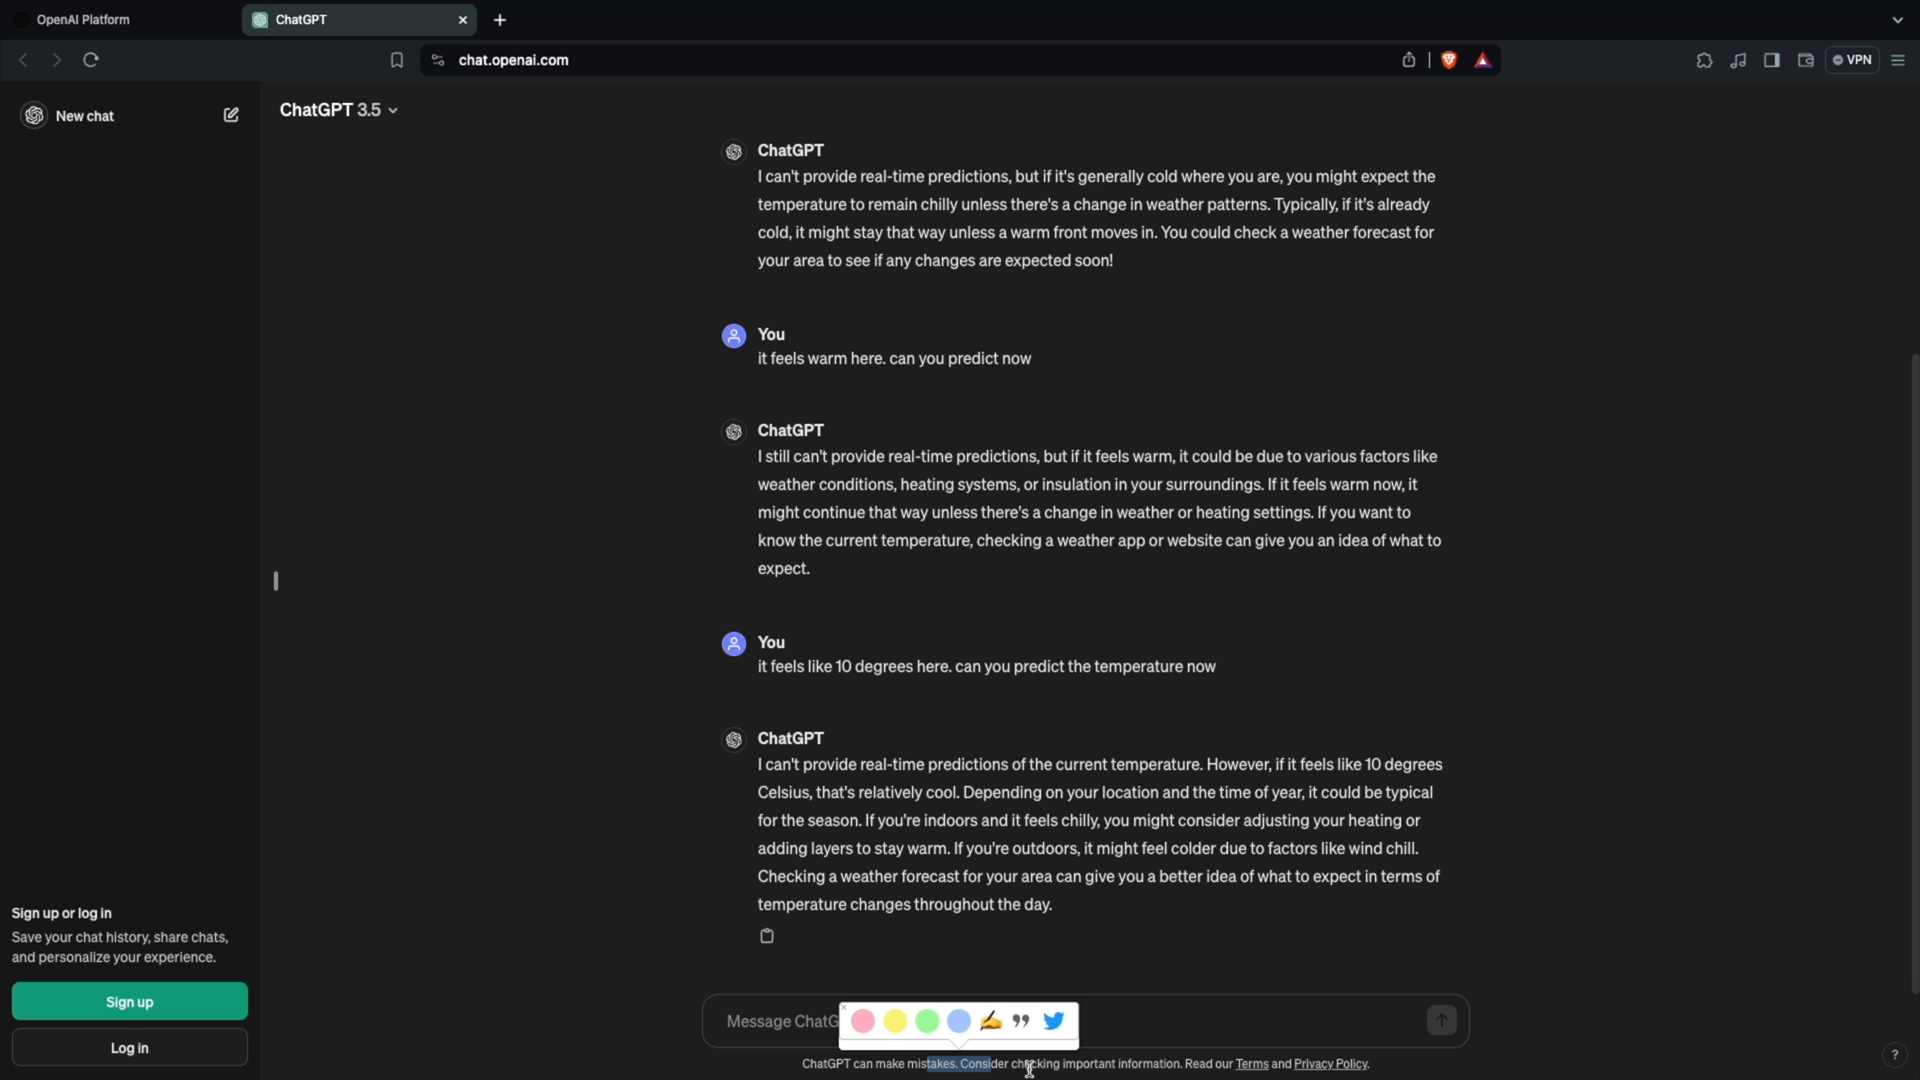 OpenAI Platform
ChatGPT
chat.openai.com
VPN
New chat
ChatGPT 3.5
ChatGPT
I can't provide real-time predictions, but if it's generally cold where you are, you might expect the
temperature to remain chilly unless there's a change in weather patterns. Typically, if it's already
cold, it might stay that way unless a warm front moves in. You could check a weather forecast for
your area to see if any changes are expected soon!
You
it feels warm here. can you predict now
ChatGPT
I still can't provide real-time predictions, but if it feels warm, it could be due to various factors like
weather conditions, heating systems, or insulation in your surroundings. If it feels warm now, it
might continue that way unless there's a change in weather or heating settings. If you want to
know the current temperature, checking a weather app or website can give you an idea of what to
expect.
You
it feels like 10 degrees here. can you predict the temperature now
ChatGPT
I can't provide real-time predictions of the current temperature. However, if it feels like 10 degrees
Celsius, that's relatively cool. Depending on your location and the time of year, it could be typical
for the season. If you're indoors and it feels chilly, you might consider adjusting your heating or
adding layers to stay warm. If you're outdoors, it might feel colder due to factors like wind chill.
Checking a weather forecast for your area can give you a better idea of what to expect in terms of
temperature changes throughout the day.
Sign up or log in
Save your chat history, share chats,
and personalize your experience.
Sign up
Log in
Message ChatG
ChatGPT can make mistakes. Consider checking important information. Read our Terms and Privacy Policy.
?